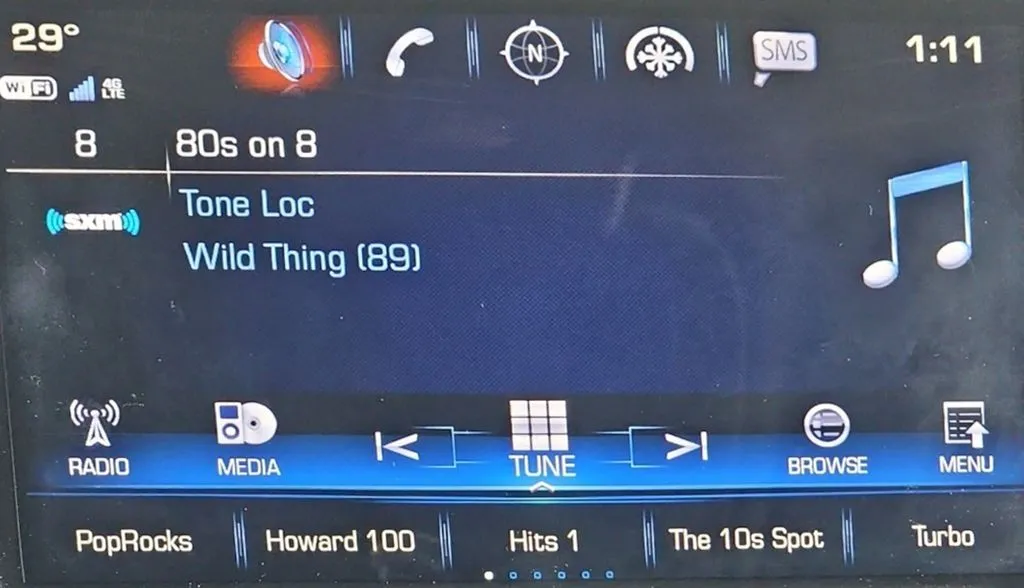 29°
1:11
SMS
N
WiFi 4G LTE
8 80s on 8
sxm
Tone Loc
Wild Thing (89)
RADIO MEDIA TUNE BROWSE MENU
PopRocks Howard 100 Hits 1 The 10s Spot Turbo